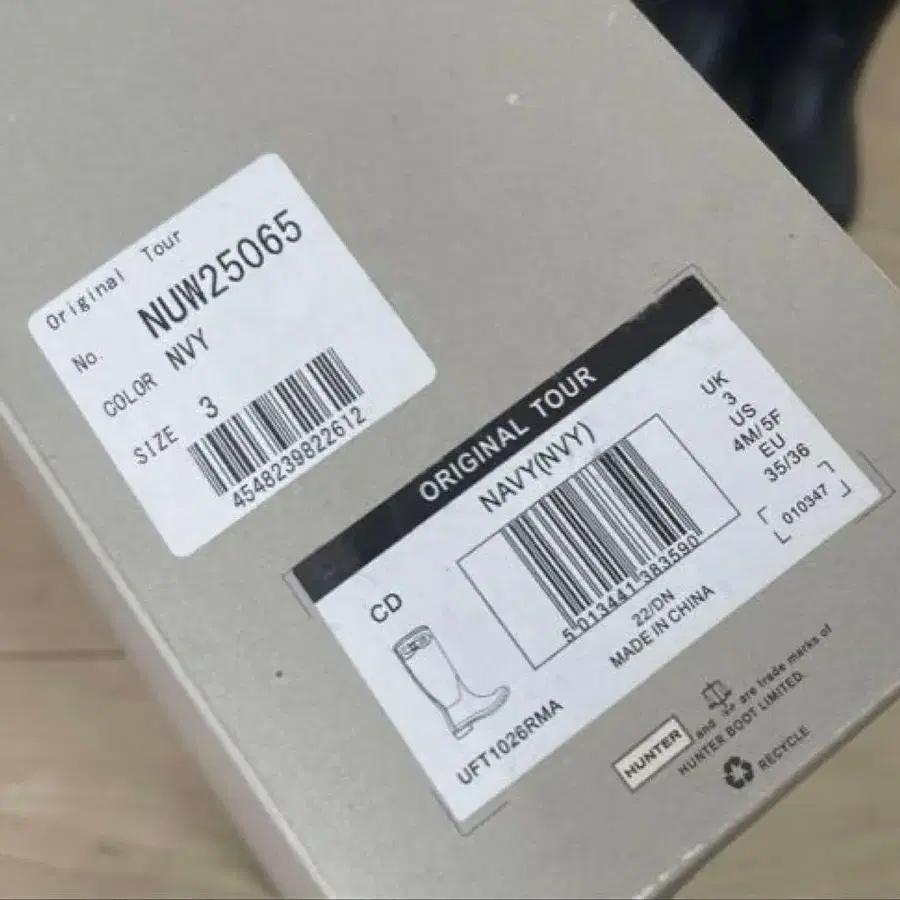 Original Tour
No. NUW25065
COLOR NVY
SIZE 3
4548239822612
ORIGINAL TOUR
NAVY(NVY)
UK
3
US
4M/5F
EU
35/36
010347
CD
5 013441 383590
22/DN
MADE IN CHINA
UFT1026RMA
HUNTER and are trade marks of
HUNTER BOOT LIMITED.
RECYCLE